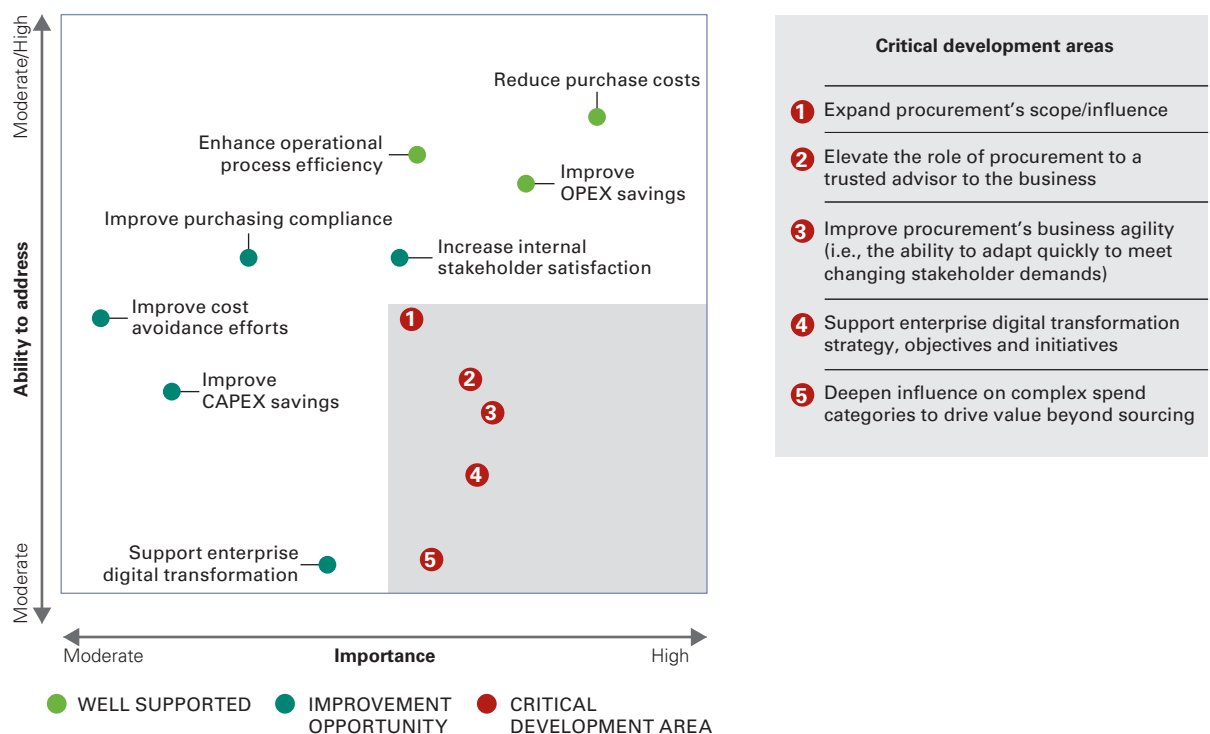 Moderate/High
Ability to address
Moderate
Reduce purchase costs
Enhance operational
process efficiency
Improve
OPEX savings
Improve purchasing compliance
Increase internal
stakeholder satisfaction
Improve cost
avoidance efforts
1
Improve
CAPEX savings
2
3
4
Support enterprise
digital transformation
5
Moderate
Importance
High
WELL SUPPORTED
IMPROVEMENT
OPPORTUNITY
CRITICAL
DEVELOPMENT AREA
Critical development areas
1 Expand procurement’s scope/influence
2 Elevate the role of procurement to a
trusted advisor to the business
3 Improve procurement’s business agility
(i.e., the ability to adapt quickly to meet
changing stakeholder demands)
4 Support enterprise digital transformation
strategy, objectives and initiatives
5 Deepen influence on complex spend
categories to drive value beyond sourcing